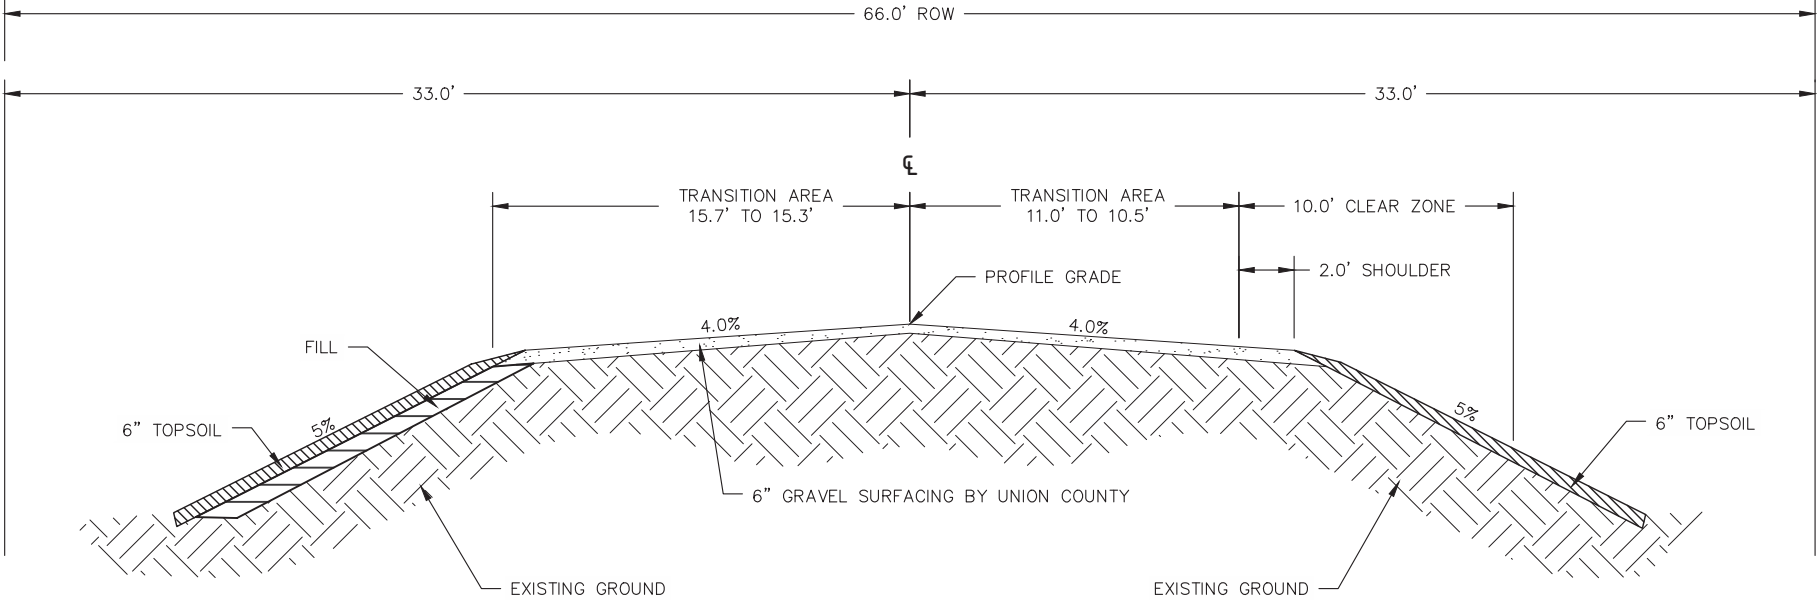 66.0' ROW
33.0'
33.0'
℄
TRANSITION AREA
15.7' TO 15.3'
TRANSITION AREA
11.0' TO 10.5'
10.0' CLEAR ZONE
2.0' SHOULDER
PROFILE GRADE
4.0%
4.0%
FILL
5%
5%
6" TOPSOIL
6" TOPSOIL
6" GRAVEL SURFACING BY UNION COUNTY
EXISTING GROUND
EXISTING GROUND